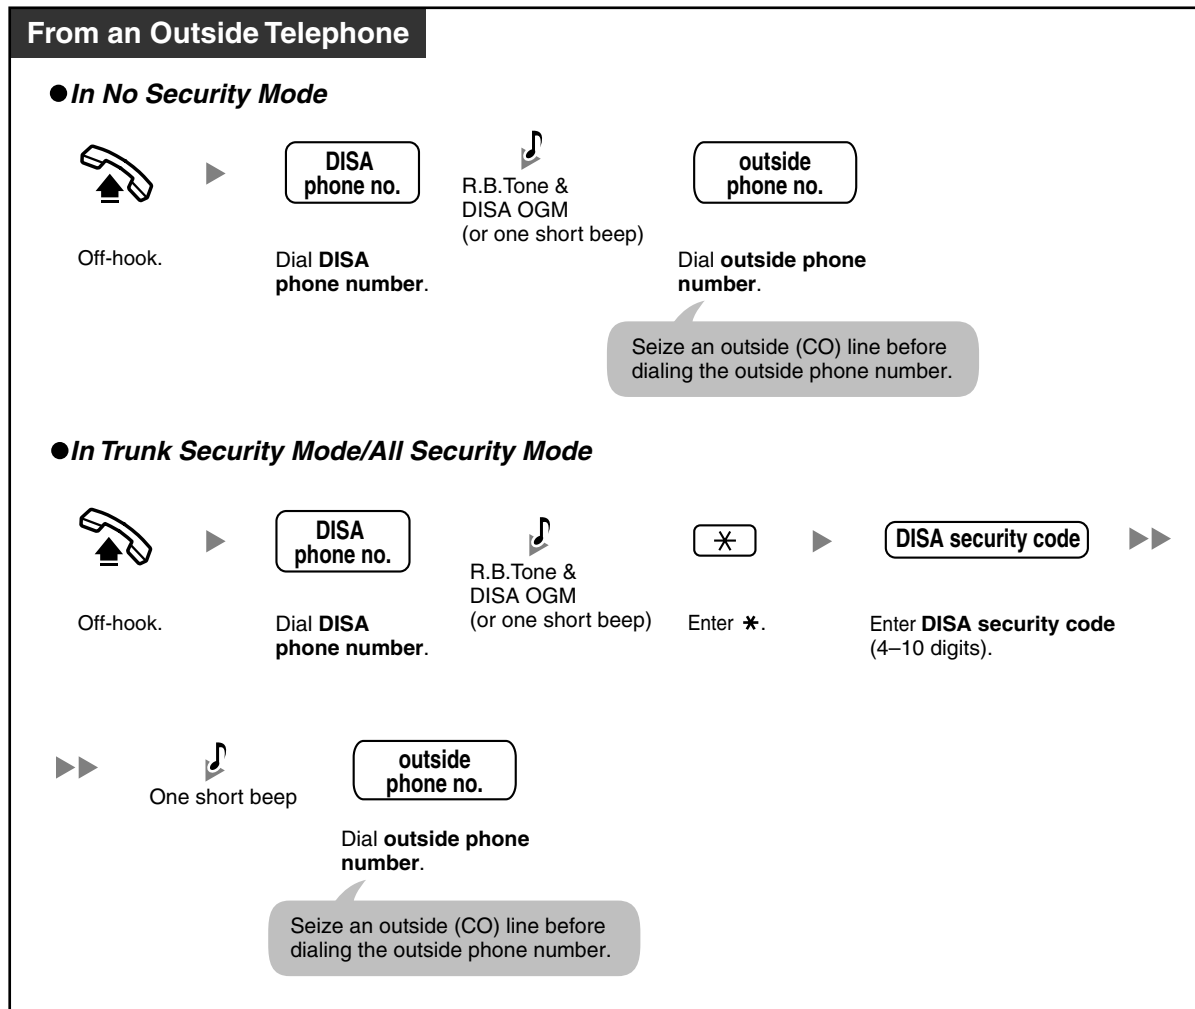 From an Outside Telephone
●In No Security Mode
DISA
phone no.
R.B.Tone &
DISA OGM
(or one short beep)
outside
phone no.
Off-hook.
Dial DISA
phone number.
Dial outside phone
number.
Seize an outside (CO) line before
dialing the outside phone number.
●In Trunk Security Mode/All Security Mode
DISA
phone no.
R.B.Tone &
DISA OGM
(or one short beep)
*
DISA security code
Off-hook.
Dial DISA
phone number.
Enter *.
Enter DISA security code
(4–10 digits).
One short beep
outside
phone no.
Dial outside phone
number.
Seize an outside (CO) line before
dialing the outside phone number.